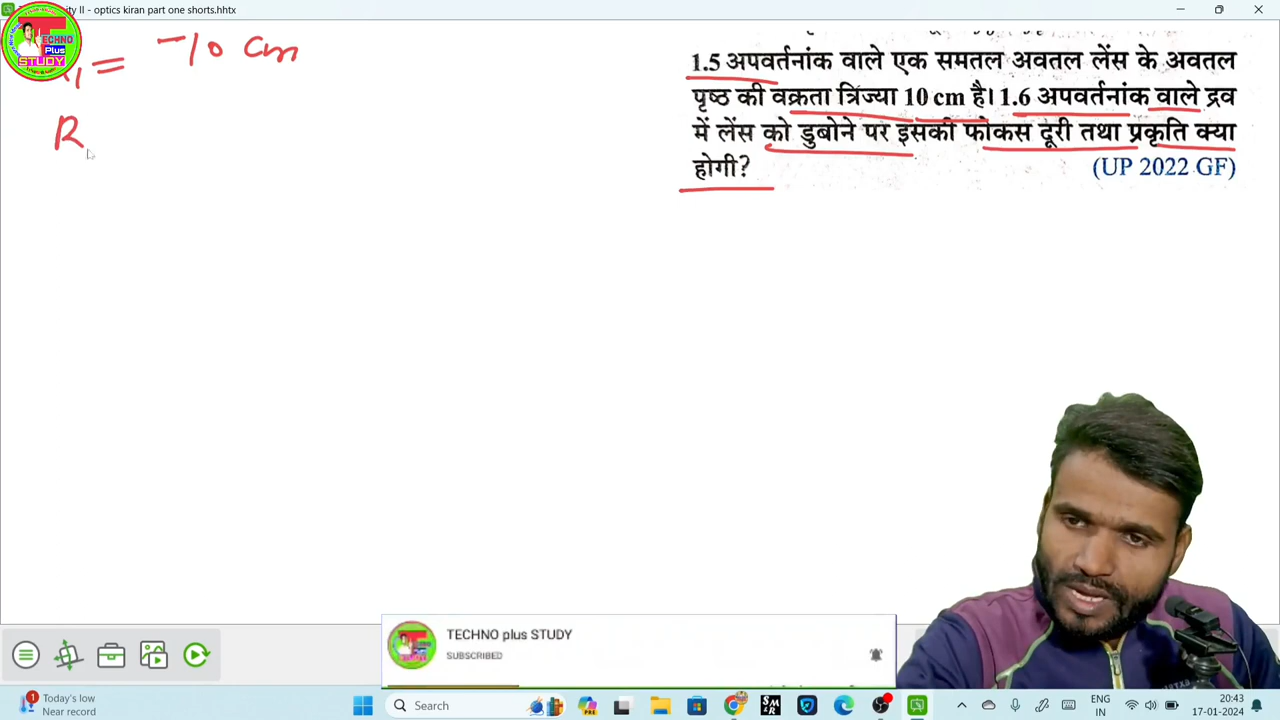 ity II - optics kiran part one shorts.hhtx
T
TECHNO
Plus
STUDY
= -10 cm
R
1.5 अपवर्तनांक वाले एक समतल अवतल लेंस के अवतल
पृष्ठ की वक्रता त्रिज्या 10 cm है। 1.6 अपवर्तनांक वाले द्रव
में लेंस को डुबोने पर इसकी फोकस दूरी तथा प्रकृति क्या
होगी?
(UP 2022 GF)
TECHNO plus STUDY
SUBSCRIBED
1
Today's low
Near record
Search
ENG
IN
20:43
17-01-2024